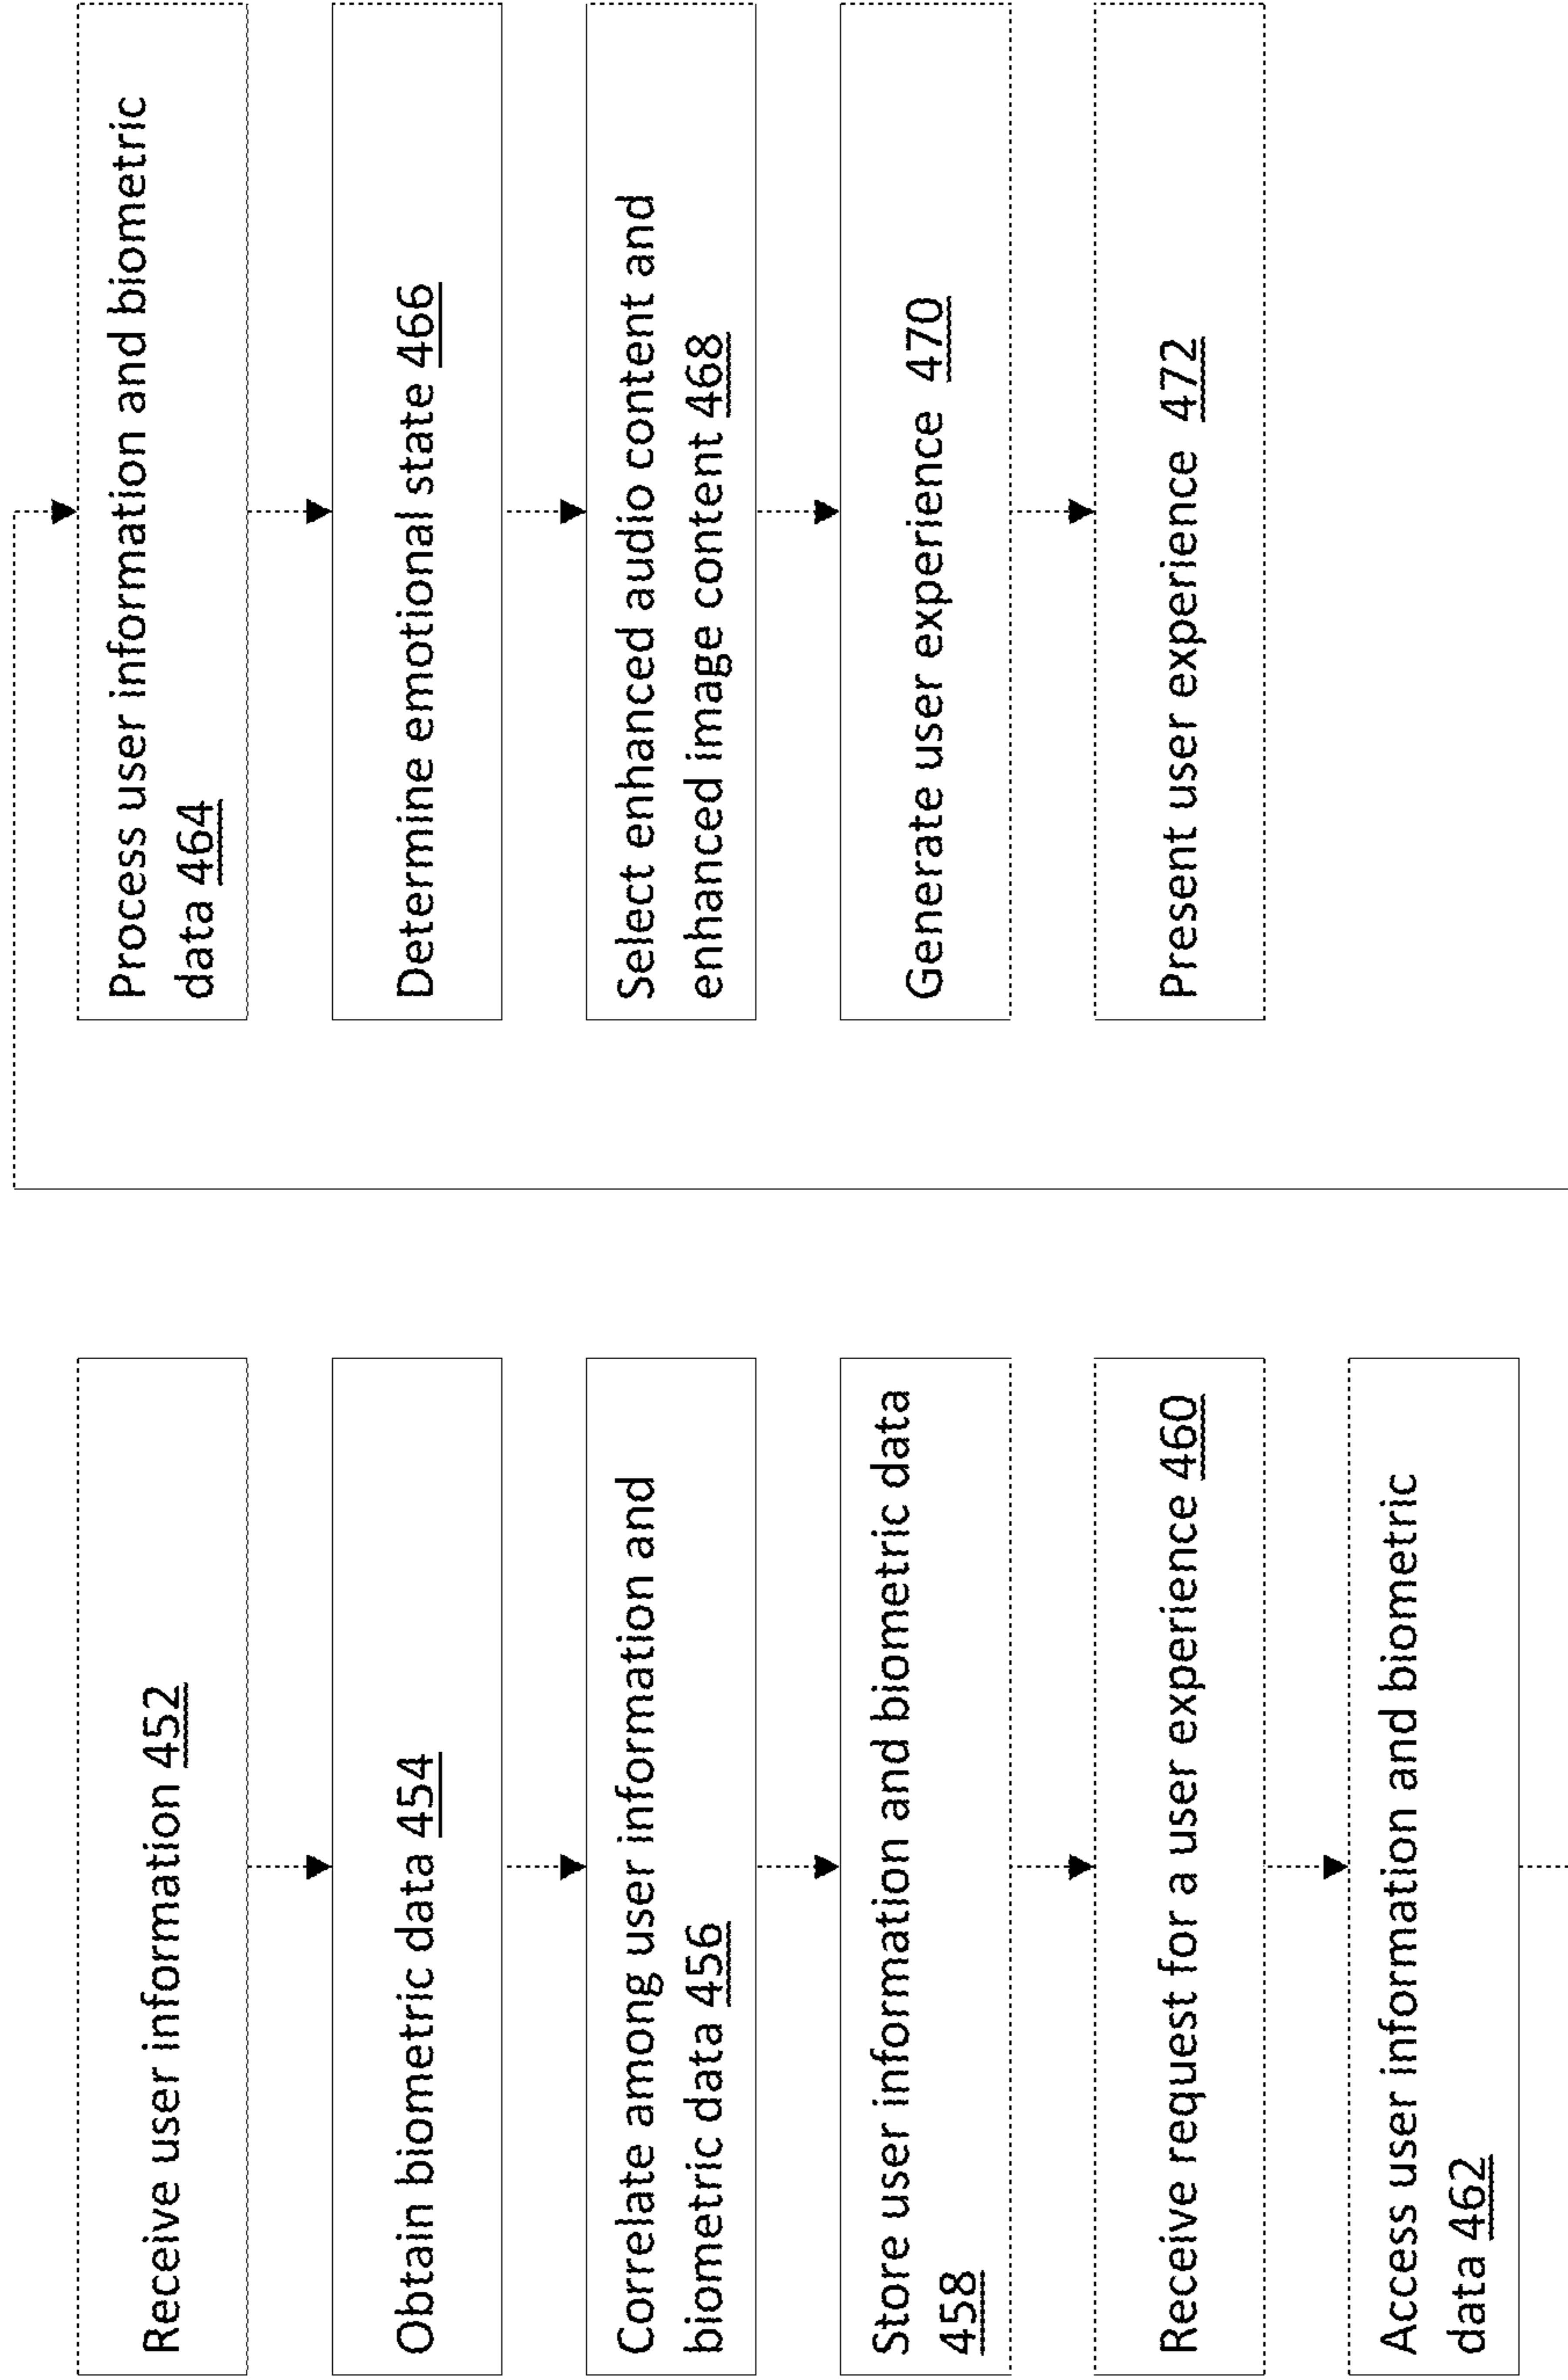 Receive user information 452
Obtain biometric data 454
Correlate among user information and
biometric data 456
Store user information and biometric data
458
Receive request for a user experience 460
Access user information and biometric
data 462
Process user information and biometric
data 464
Determine emotional state 466
Select enhanced audio content and
enhanced image content 468
Generate user experience 470
Present user experience 472